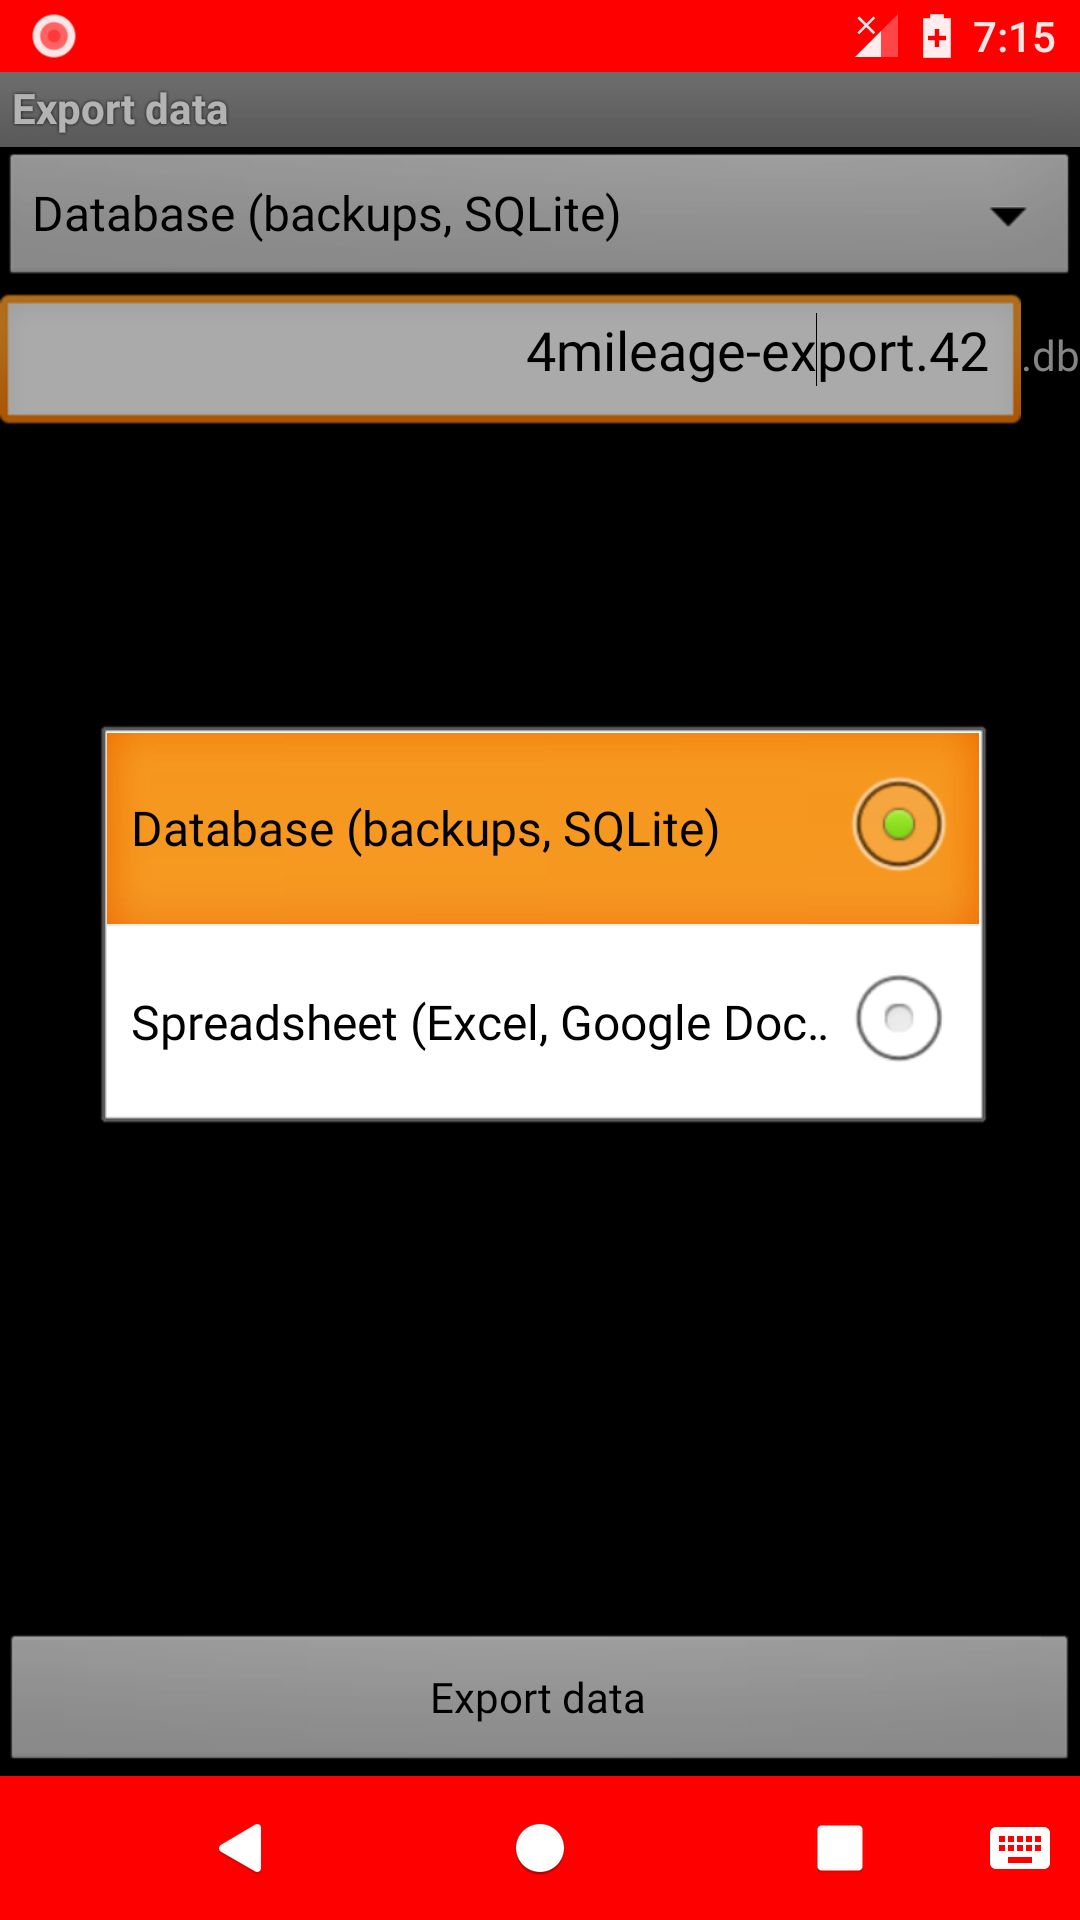 7:15
Export data
Database (backups, SQLite)
4mileage-export.42 .db
Database (backups, SQLite)
Spreadsheet (Excel, Google Doc..
Export data